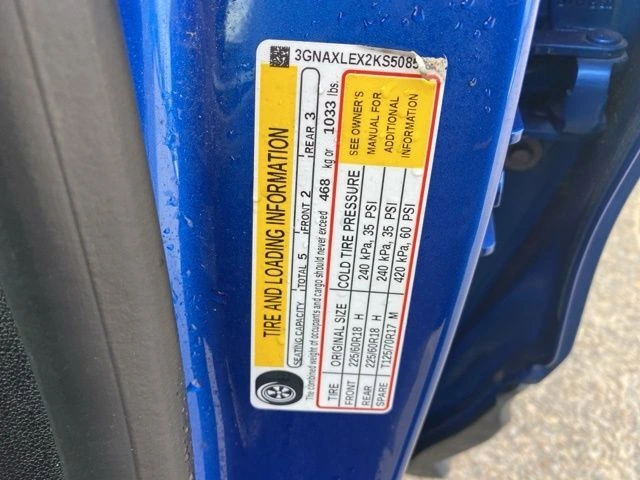 3GNAXLEX2KS5085
TIRE AND LOADING INFORMATION
SEATING CAPACITY TOTAL 5 FRONT 2 REAR 3
The combined weight of occupants and cargo should never exceed 468 kg or 1033 lbs.
TIRE ORIGINAL SIZE COLD TIRE PRESSURE
FRONT 225/60R18 H 240 kPa, 35 PSI
REAR 225/60R18 H 240 kPa, 35 PSI
SPARE T125/70R17 M 420 kPa, 60 PSI
SEE OWNER'S
MANUAL FOR
ADDITIONAL
INFORMATION